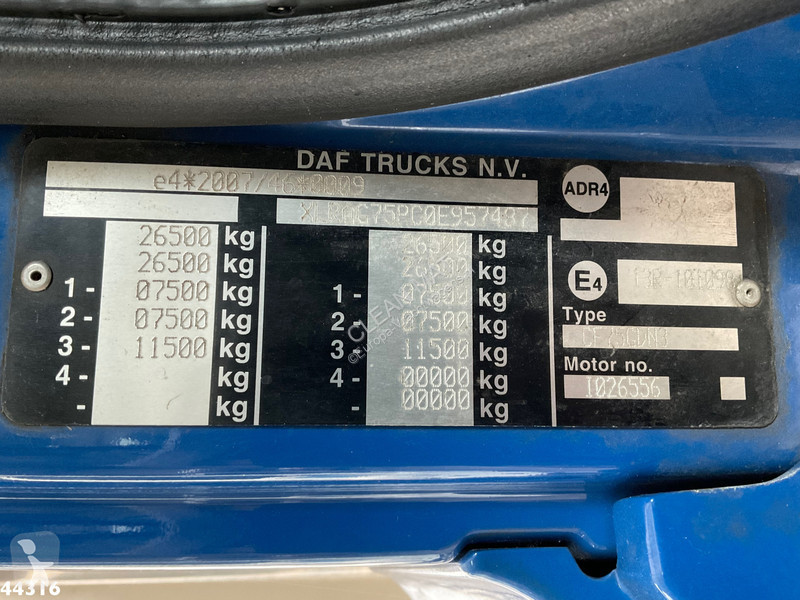 DAF TRUCKS N.V.
e4*2007/46*0009
ADR4
26500 kg 26500 kg
26500 kg 26500 kg
1- 07500 kg 1- 07500 kg
2- 07500 kg 2- 07500 kg
3- 11500 kg 3- 11500 kg
4- kg 4- 00000 kg
- kg - 00000 kg
E4
Type
Motor no.
1026556
44316